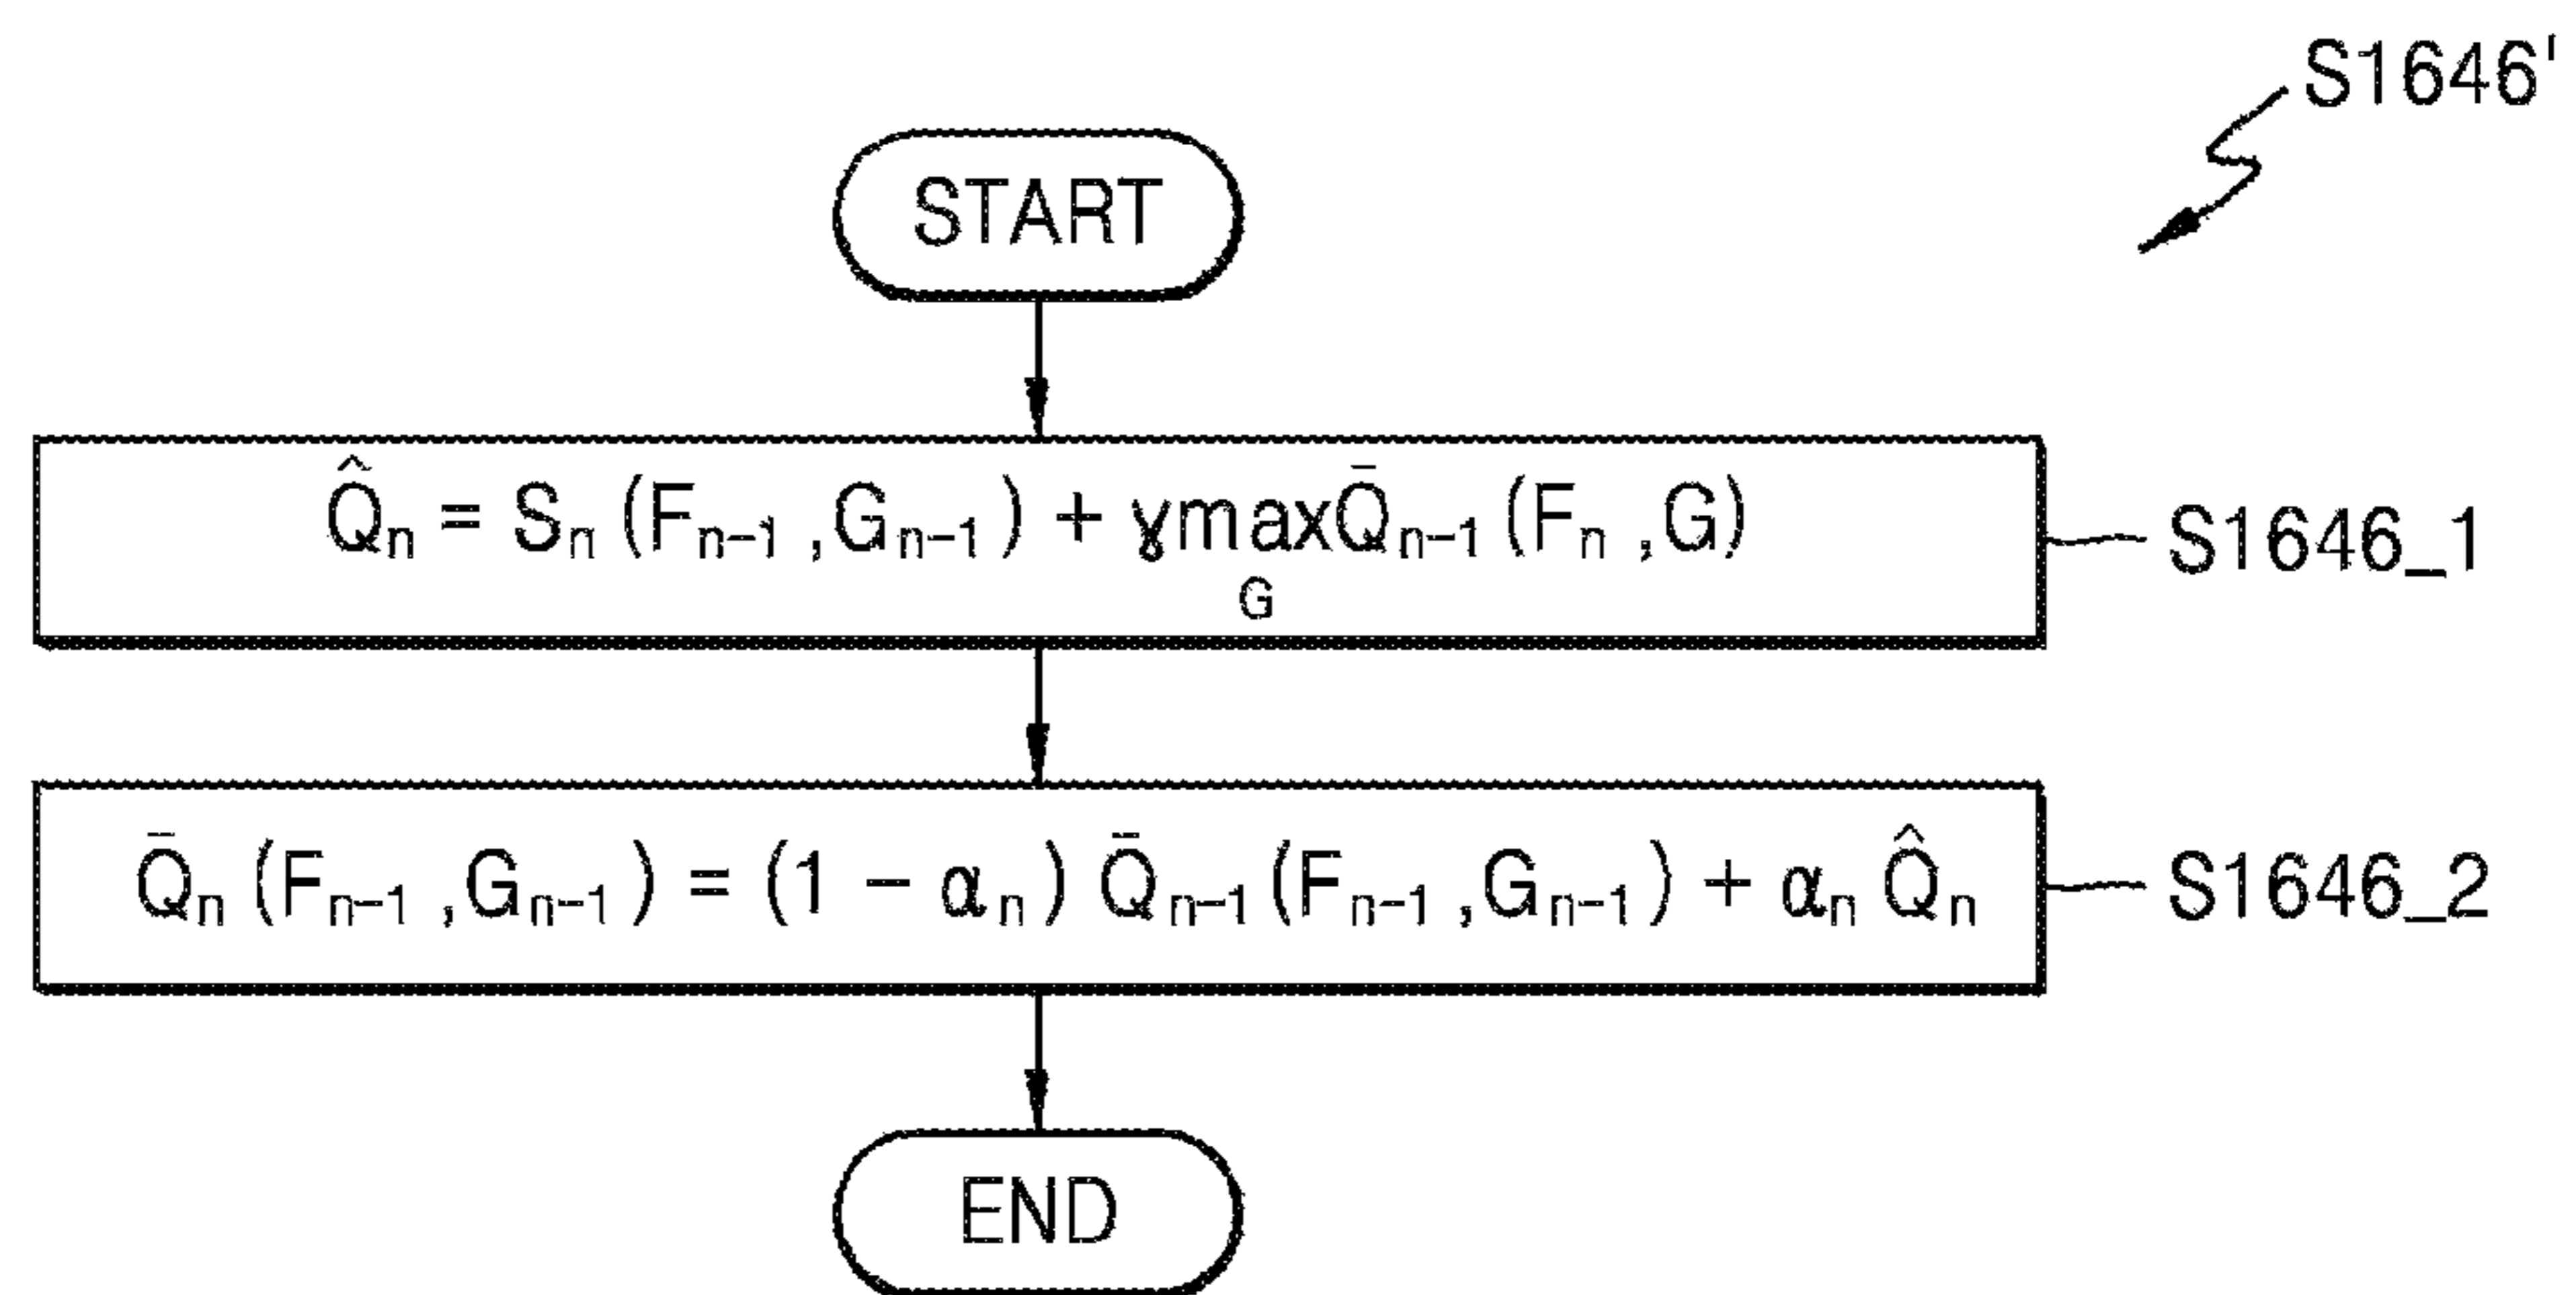 S1646'
START
Q̂ₙ = Sₙ (Fₙ₋₁ ,Gₙ₋₁ ) + γmaxQ̄ₙ₋₁ (Fₙ ,G)
G
S1646_1
Q̄ₙ (Fₙ₋₁ ,Gₙ₋₁ ) = (1 - αₙ ) Q̄ₙ₋₁ (Fₙ₋₁ ,Gₙ₋₁ ) + αₙ Q̂ₙ
S1646_2
END